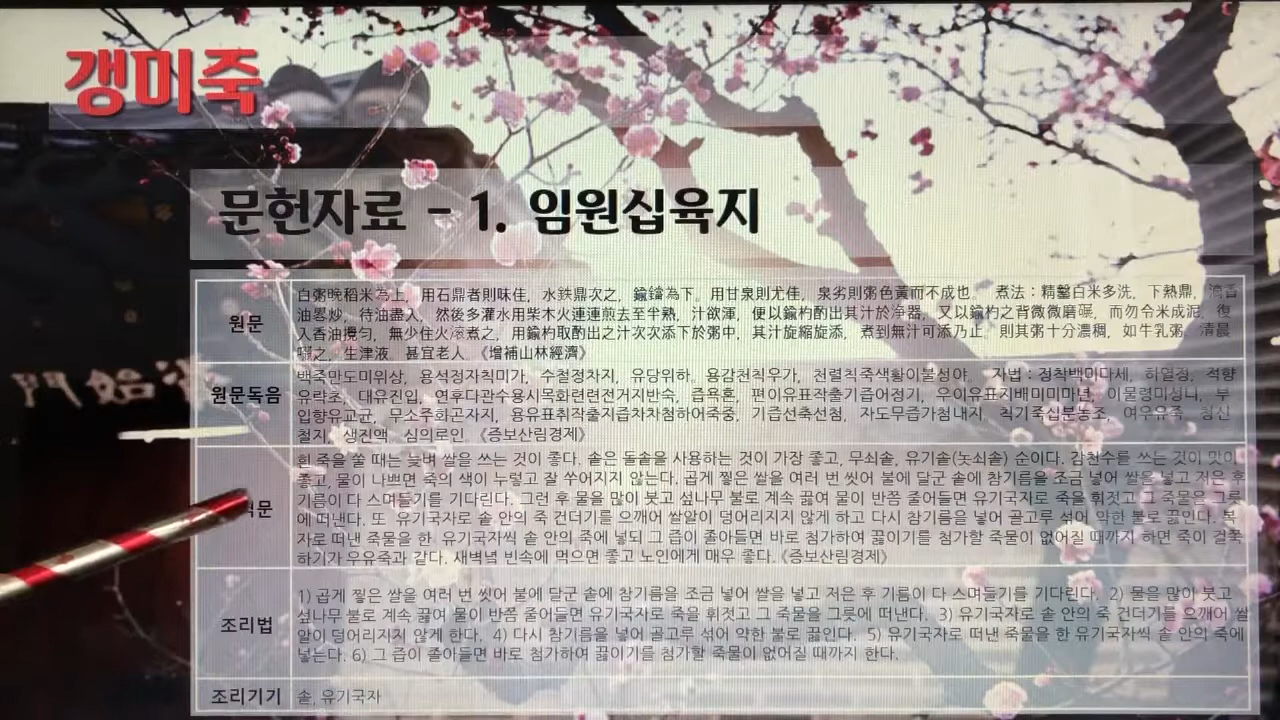 갱미죽
문헌자료 - 1. 임원십육지
원문
白粥晩稻米為上, 用石鼎者則味佳, 水鉄鼎次之, 鍮鐺為下. 用甘泉則尤佳, 泉劣則粥色黃而不成也. 煮法：精鑿白米多洗, 下熱鼎, 滴香
油畧炒, 待油盡入, 然後多灌水用柴木火連連煎去至半熟, 汁欲渾, 便以鍮杓酌出其汁於淨器, 又以鍮杓之背微微磨碾, 而勿令米成泥, 復
入香油攪勻, 無少住火滾煮之, 用鍮杓取酌出之汁次次添下於粥中, 其汁旋縮旋添, 煮到無汁可添乃止. 則其粥十分濃稠, 如牛乳粥, 清晨
啜之, 生津液. 甚宜老人.《增補山林經濟》
원문독음
백죽만도미위상, 용석정자칙미가, 수철정차지, 유당위하. 용감천칙우가, 천렬칙죽색황이불성야. 자법 : 정착백미다세, 하열정, 적향
유략초, 대유진입, 연후다관수용시목화련련전거지반숙, 즙욕혼, 편이유표작출기즙어정기, 우이유표지배미미마년, 이물령미성니, 부
입향유교균, 무소주화곤자지, 용유표취작출지즙차차첨하어죽중, 기즙선축선첨, 자도무즙가첨내지. 칙기죽십분농조, 여우유죽, 청신
철지, 생진액. 심의로인.《증보산림경제》
문
흰 죽을 쑬 때는 늦벼 쌀을 쓰는 것이 좋다. 솥은 돌솥을 사용하는 것이 가장 좋고, 무쇠솥, 유기솥(놋쇠솥) 순이다. 감천수를 쓰는 것이 맛이
좋고, 물이 나쁘면 죽의 색이 누렇고 잘 쑤어지지 않는다. 곱게 찧은 쌀을 여러 번 씻어 불에 달군 솥에 참기름을 조금 넣어 쌀을 넣고 저은 후
기름이 다 스며들기를 기다린다. 그런 후 물을 많이 붓고 섶나무 불로 계속 끓여 물이 반쯤 줄어들면 유기국자로 죽을 휘젓고 그 죽물은 그릇
에 떠낸다. 또 유기국자로 솥 안의 죽 건더기를 으깨어 쌀알이 덩어리지지 않게 하고 다시 참기름을 넣어 골고루 섞어 약한 불로 끓인다. 국
자로 떠낸 죽물을 한 유기국자씩 솥 안의 죽에 넣되 그 즙이 졸아들면 바로 첨가하여 끓이기를 첨가할 죽물이 없어질 때까지 하면 죽이 걸쭉
하기가 우유죽과 같다. 새벽녘 빈속에 먹으면 좋고 노인에게 매우 좋다.《증보산림경제》
조리법
1) 곱게 찧은 쌀을 여러 번 씻어 불에 달군 솥에 참기름을 조금 넣어 쌀을 넣고 저은 후 기름이 다 스며들기를 기다린다. 2) 물을 많이 붓고
섶나무 불로 계속 끓여 물이 반쯤 줄어들면 유기국자로 죽을 휘젓고 그 죽물을 그릇에 떠낸다. 3) 유기국자로 솥 안의 죽 건더기를 으깨어 쌀
알이 덩어리지지 않게 한다. 4) 다시 참기름을 넣어 골고루 섞어 약한 불로 끓인다. 5) 유기국자로 떠낸 죽물을 한 유기국자씩 솥 안의 죽에
넣는다. 6) 그 즙이 졸아들면 바로 첨가하여 끓이기를 첨가할 죽물이 없어질 때까지 한다.
조리기기
솥, 유기국자